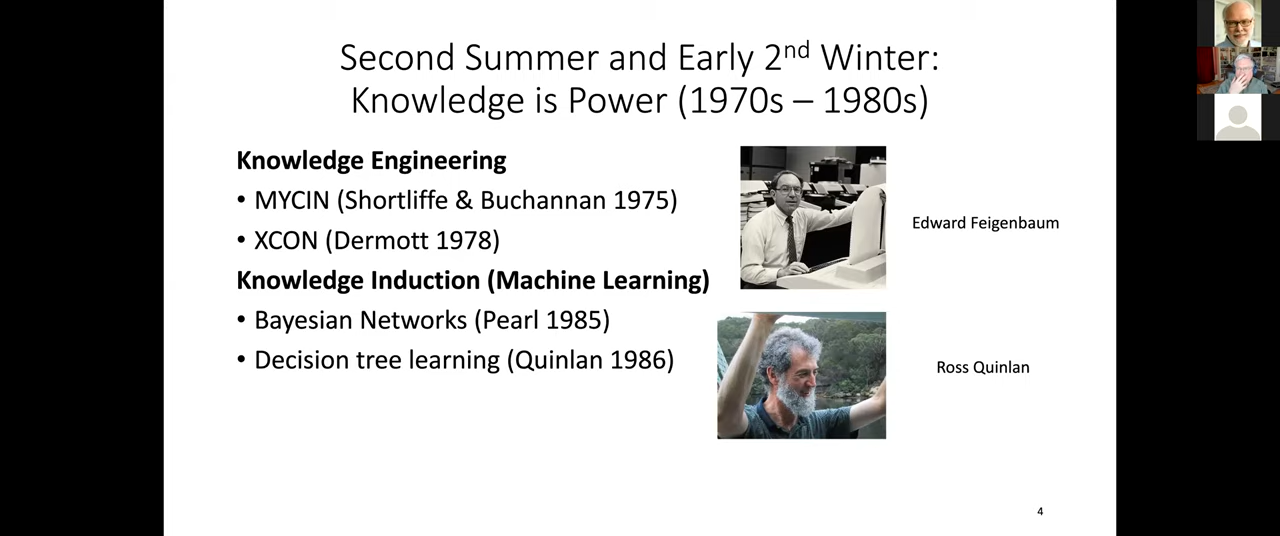 Second Summer and Early 2nd Winter:
Knowledge is Power (1970s – 1980s)
Knowledge Engineering
• MYCIN (Shortliffe & Buchannan 1975)
• XCON (Dermott 1978)
Knowledge Induction (Machine Learning)
• Bayesian Networks (Pearl 1985)
• Decision tree learning (Quinlan 1986)
Edward Feigenbaum
Ross Quinlan
4